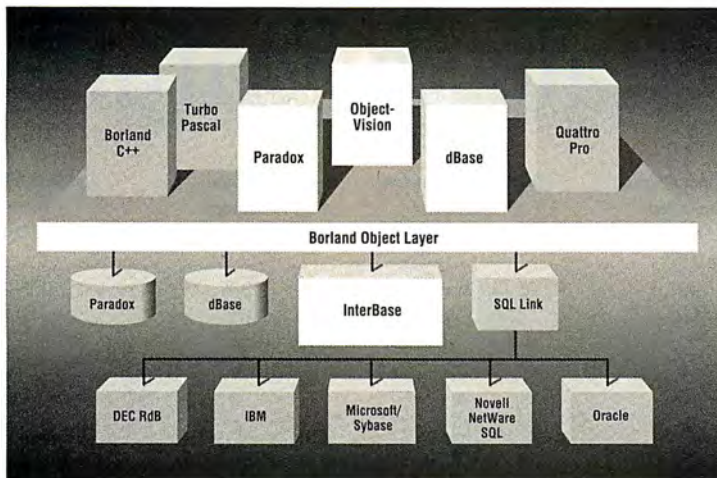 Borland
C++
Turbo
Pascal
Paradox
Object-
Vision
dBase
Quattro
Pro
Borland Object Layer
Paradox
dBase
InterBase
SQL Link
DEC RdB
IBM
Microsoft/
Sybase
Novell
NetWare
SQL
Oracle